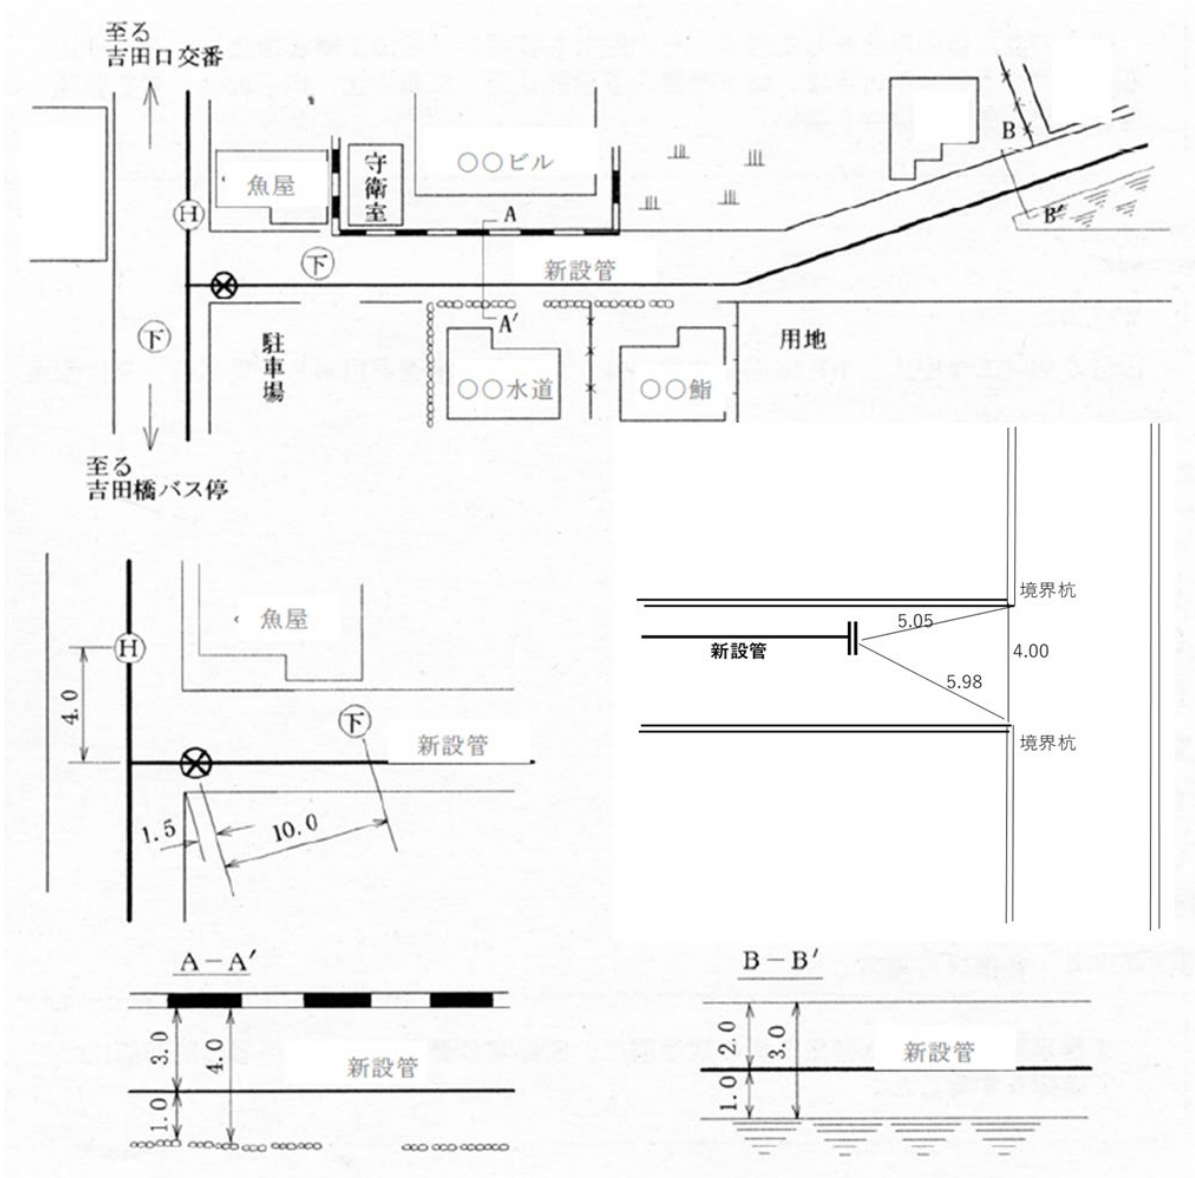 至る
吉田口交番
魚屋
守衛室
○○ビル
H
下
A
新設管
A′
B
B′
下
駐車場
○○水道
○○鮨
用地
至る
吉田橋バス停
魚屋
H
4.0
下
新設管
1.5
10.0
境界杭
5.05
新設管
4.00
5.98
境界杭
A－A′
3.0
4.0
新設管
1.0
B－B′
2.0
3.0
新設管
1.0